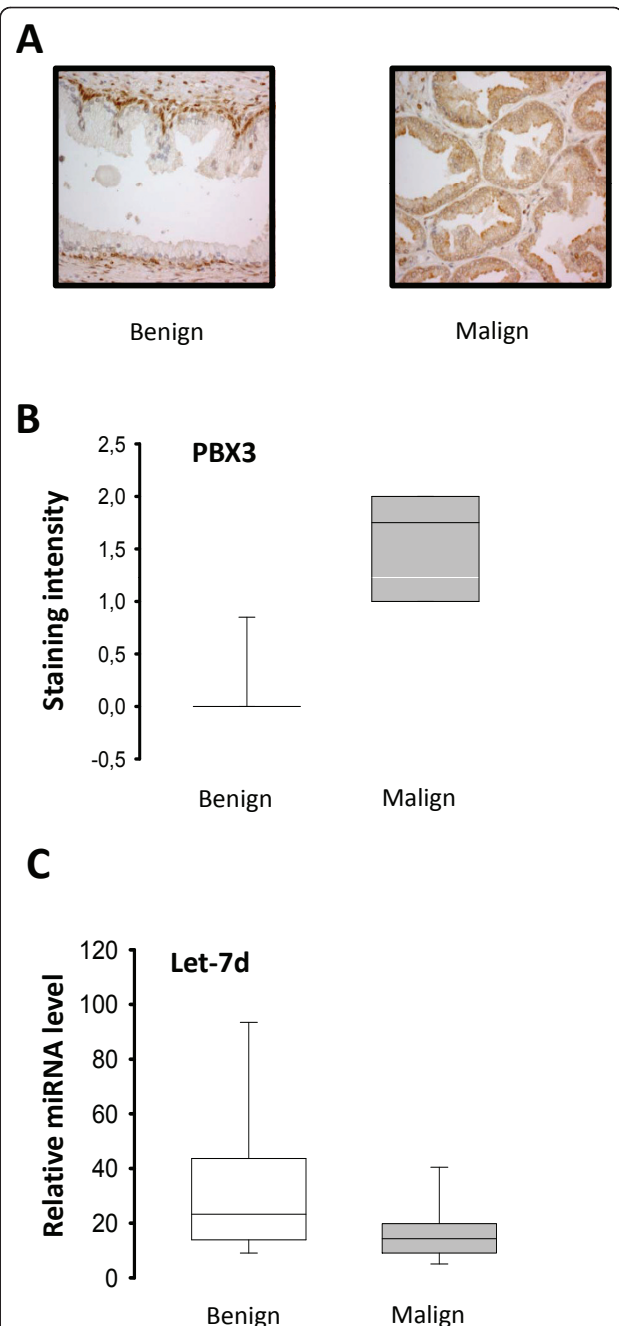 A
Benign
Malign
B
PBX3
Staining intensity
2,5
2,0
1,5
1,0
0,5
0,0
-0,5
Benign
Malign
C
Let-7d
Relative miRNA level
120
100
80
60
40
20
0
Benign
Malign